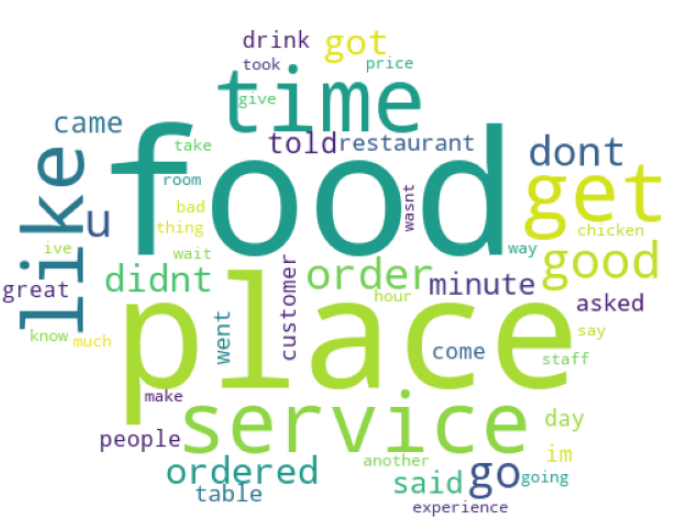 drink
got
took
price
time
give
came
told
restaurant
take
dont
food
like
room
get
u
bad
wasnt
thing
chicken
ive
wait
way
good
didnt
order
customer
minute
great
hour
asked
place
know
much
went
come
say
staff
make
service
people
day
another
im
ordered
said
go
going
table
experience